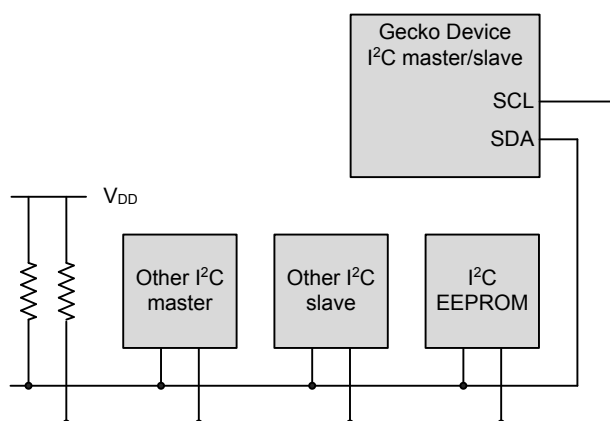 Gecko Device
I²C master/slave
SCL
SDA
VDD
Other I²C
master
Other I²C
slave
I²C
EEPROM